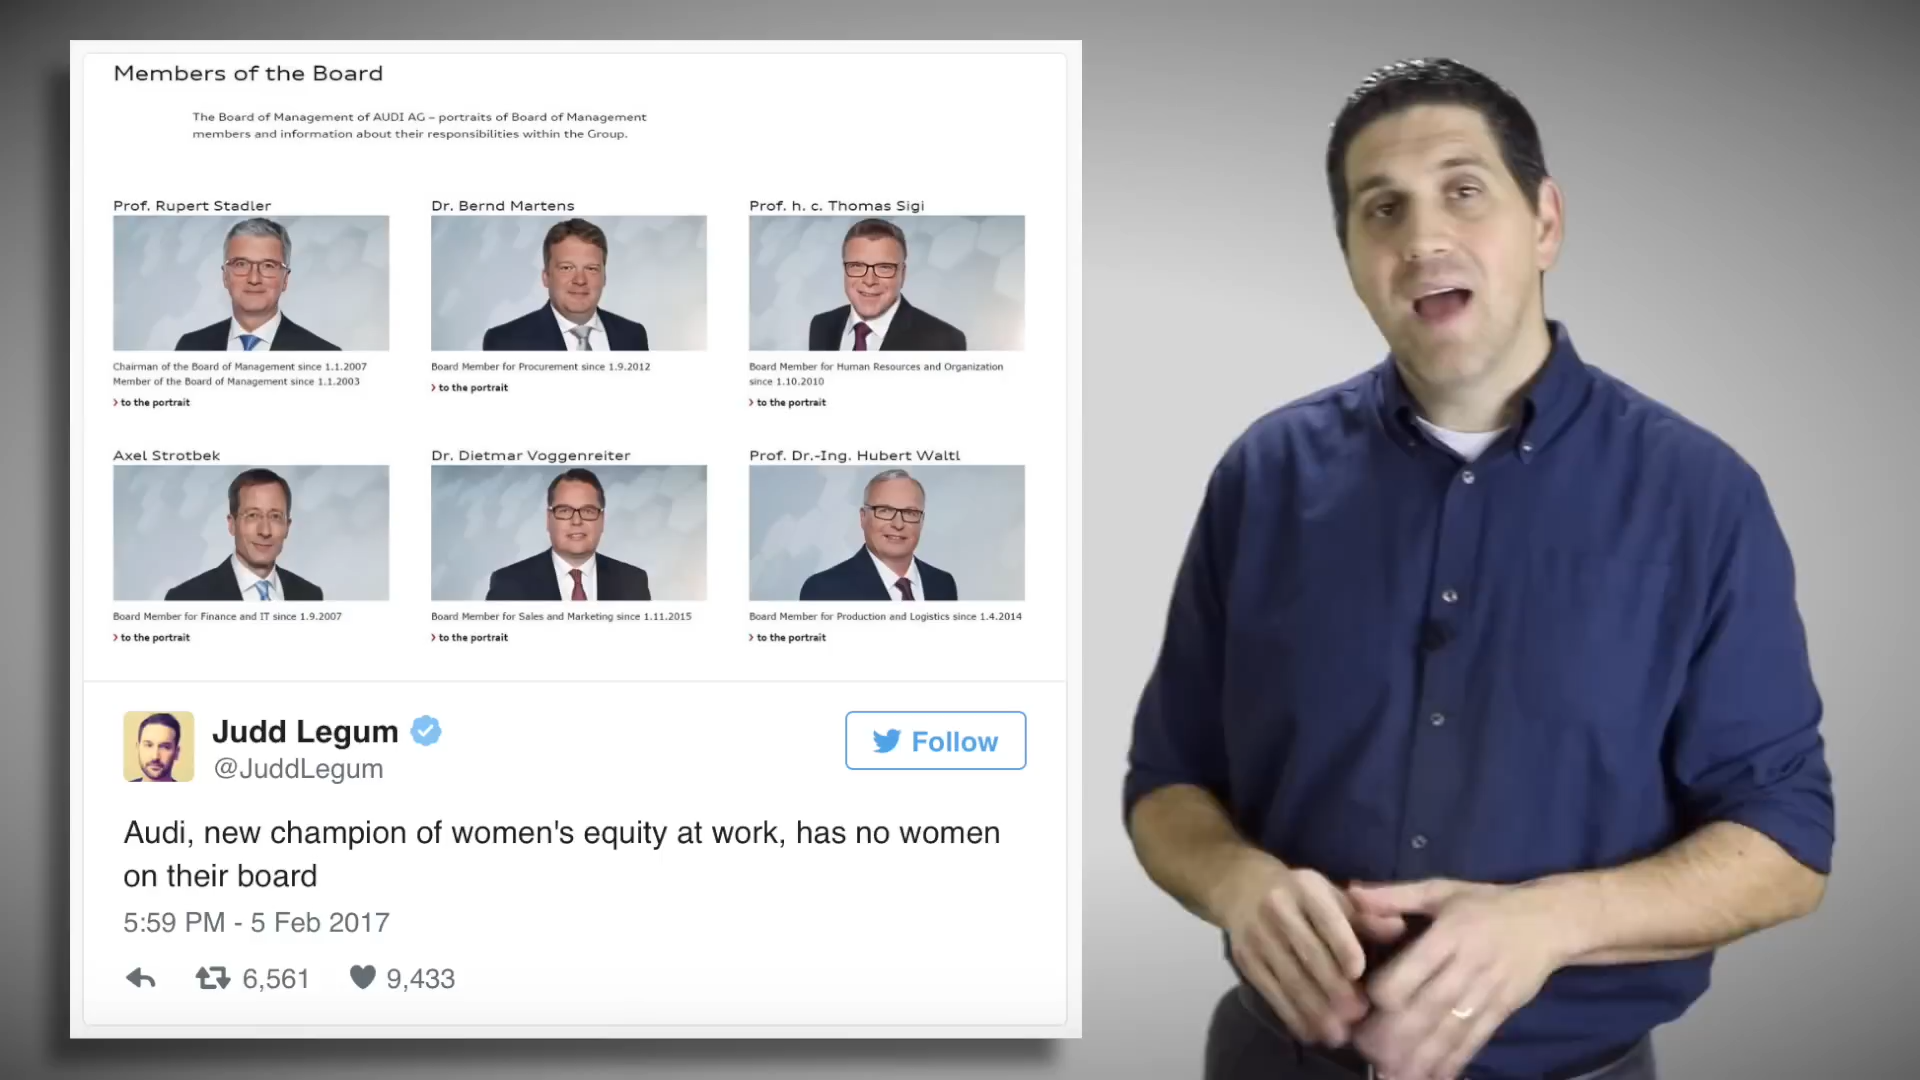 Members of the Board
The Board of Management of AUDI AG – portraits of Board of Management
members and information about their responsibilities within the Group.
Prof. Rupert Stadler
Dr. Bernd Martens
Prof. h. c. Thomas Sigi
Chairman of the Board of Management since 1.1.2007
Member of the Board of Management since 1.1.2003
› to the portrait
Board Member for Procurement since 1.9.2012
› to the portrait
Board Member for Human Resources and Organization
since 1.10.2010
› to the portrait
Axel Strotbek
Dr. Dietmar Voggenreiter
Prof. Dr.-Ing. Hubert Waltl
Board Member for Finance and IT since 1.9.2007
› to the portrait
Board Member for Sales and Marketing since 1.11.2015
› to the portrait
Board Member for Production and Logistics since 1.4.2014
› to the portrait
Judd Legum
@JuddLegum
Follow
Audi, new champion of women's equity at work, has no women
on their board
5:59 PM - 5 Feb 2017
6,561
9,433